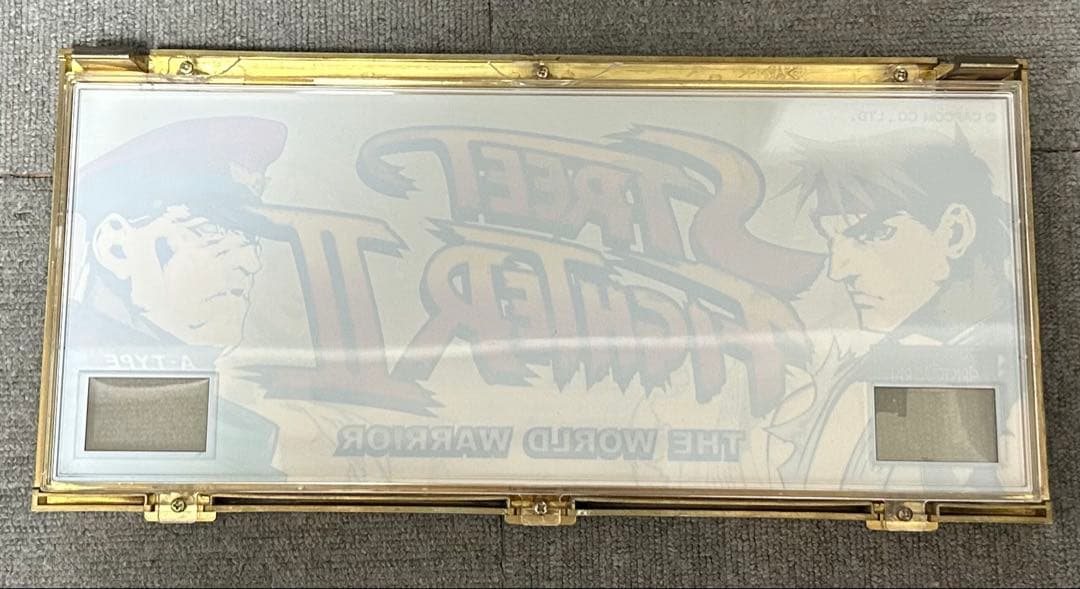 © CAPCOM CO., LTD.
STREET
FIGHTER II
A-TYPE
THE WORLD WARRIOR